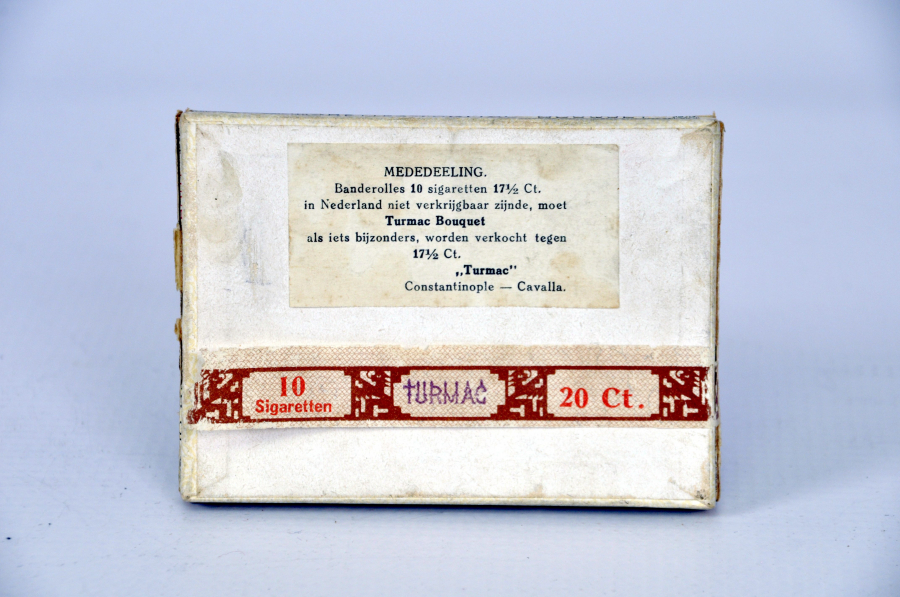 MEDEDEELING.
Banderolles 10 sigaretten 17½ Ct.
in Nederland niet verkrijgbaar zijnde, moet
Turmac Bouquet
als iets bijzonders, worden verkocht tegen
17½ Ct.
„Turmac"
Constantinople — Cavalla.
10
Sigaretten
TURMAC
20 Ct.